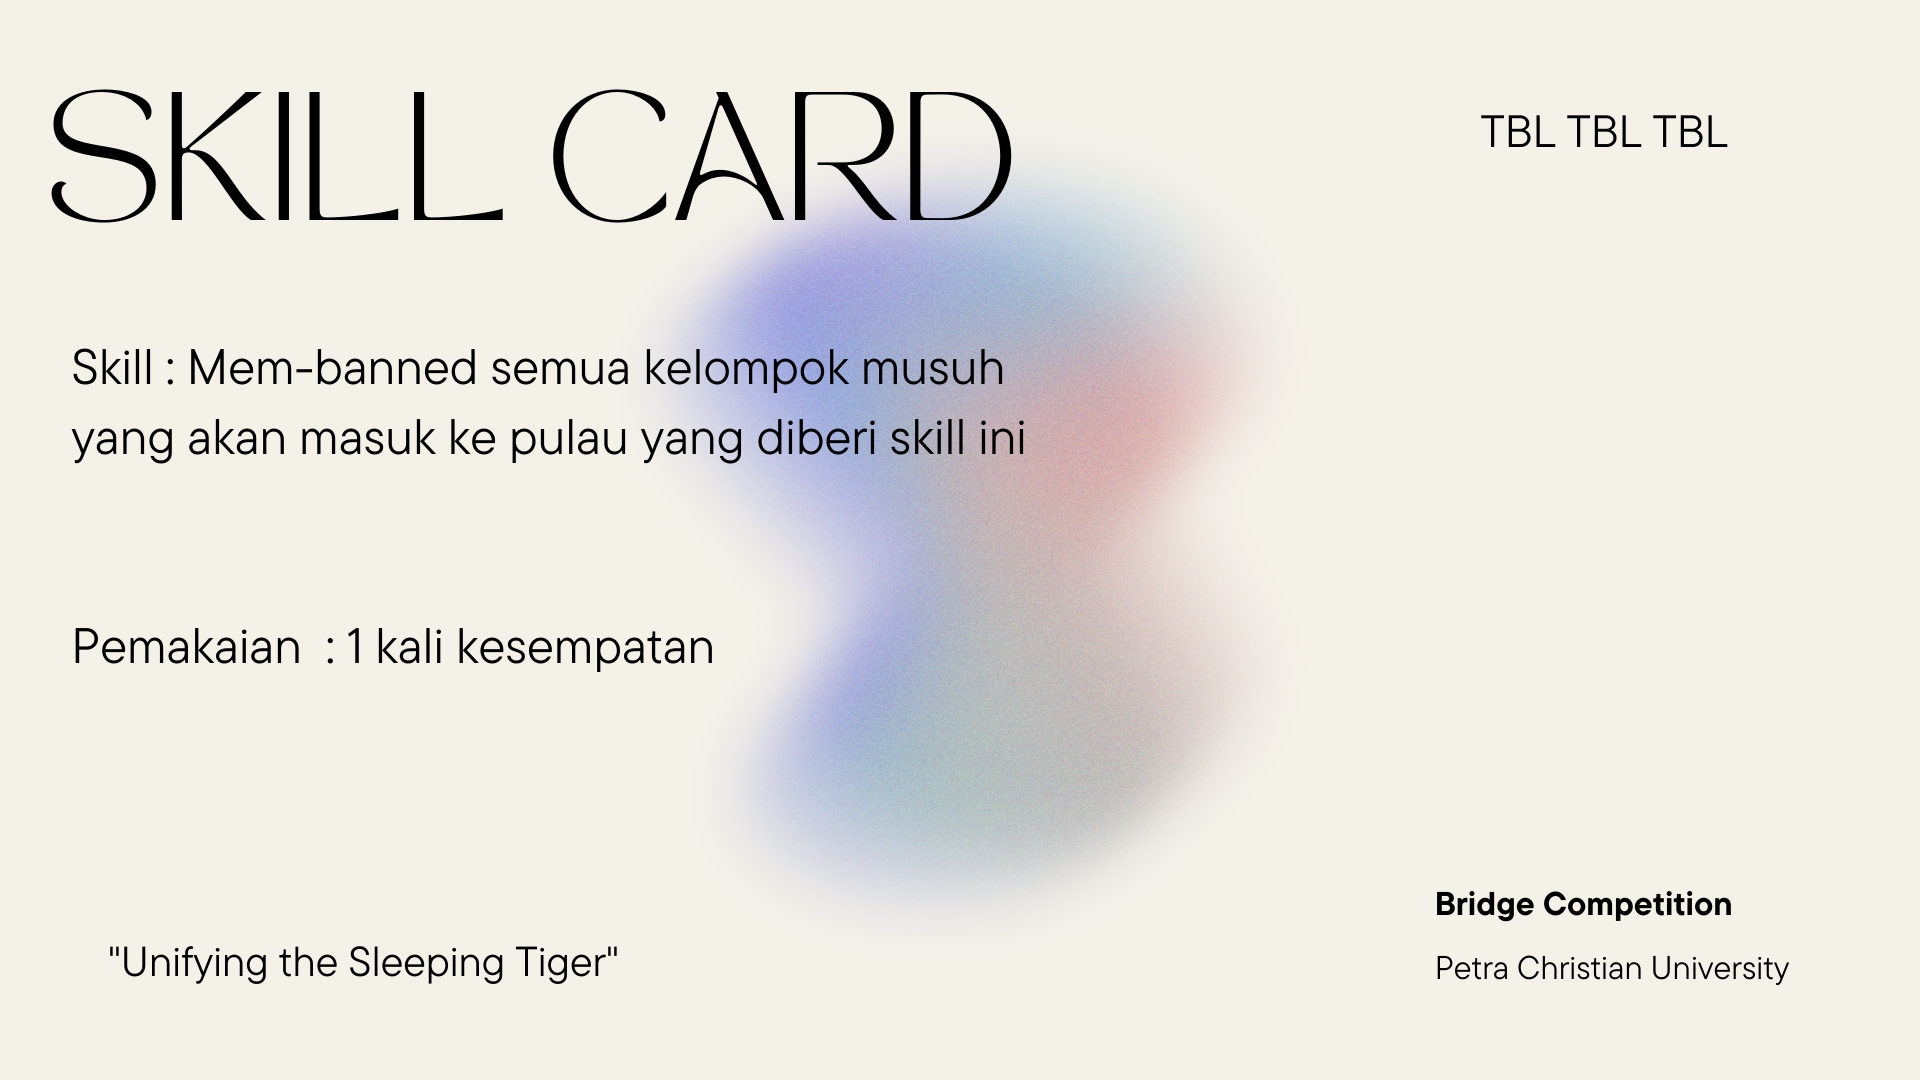 SKILL CARD
TBL TBL TBL
Skill : Mem-banned semua kelompok musuh
yang akan masuk ke pulau yang diberi skill ini
Pemakaian  : 1 kali kesempatan
"Unifying the Sleeping Tiger"
Bridge Competition
Petra Christian University